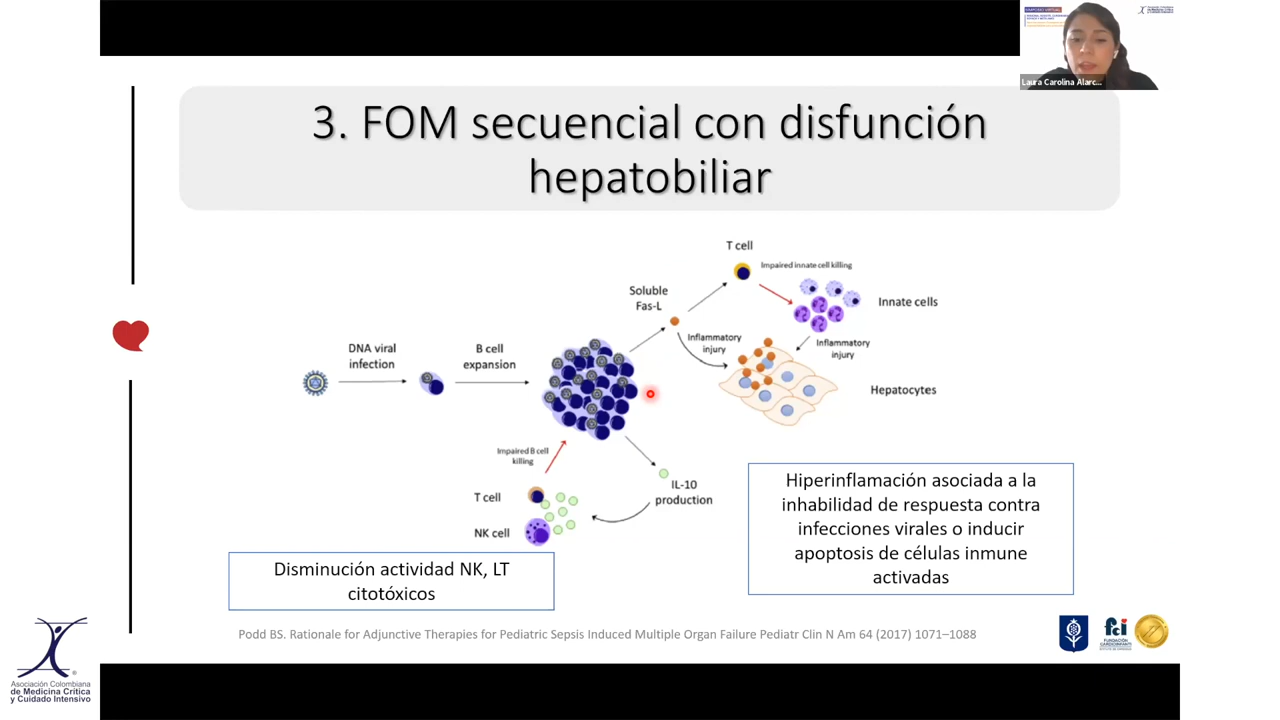 SIMPOSIO VIRTUAL
Laura Carolina Alarc...
3. FOM secuencial con disfunción
hepatobiliar
T cell
Impaired innate cell killing
Soluble
Fas-L
Innate cells
Inflammatory
injury
Inflammatory
injury
DNA viral
infection
B cell
expansion
Hepatocytes
Impaired B cell
killing
IL-10
production
T cell
NK cell
Hiperinflamación asociada a la
inhabilidad de respuesta contra
infecciones virales o inducir
apoptosis de células inmune
activadas
Disminución actividad NK, LT
citotóxicos
Podd BS. Rationale for Adjunctive Therapies for Pediatric Sepsis Induced Multiple Organ Failure Pediatr Clin N Am 64 (2017) 1071–1088
fci
FUNDACIÓN
CARDIOINFANTIL
Asociación Colombiana
de Medicina Crítica
y Cuidado Intensivo